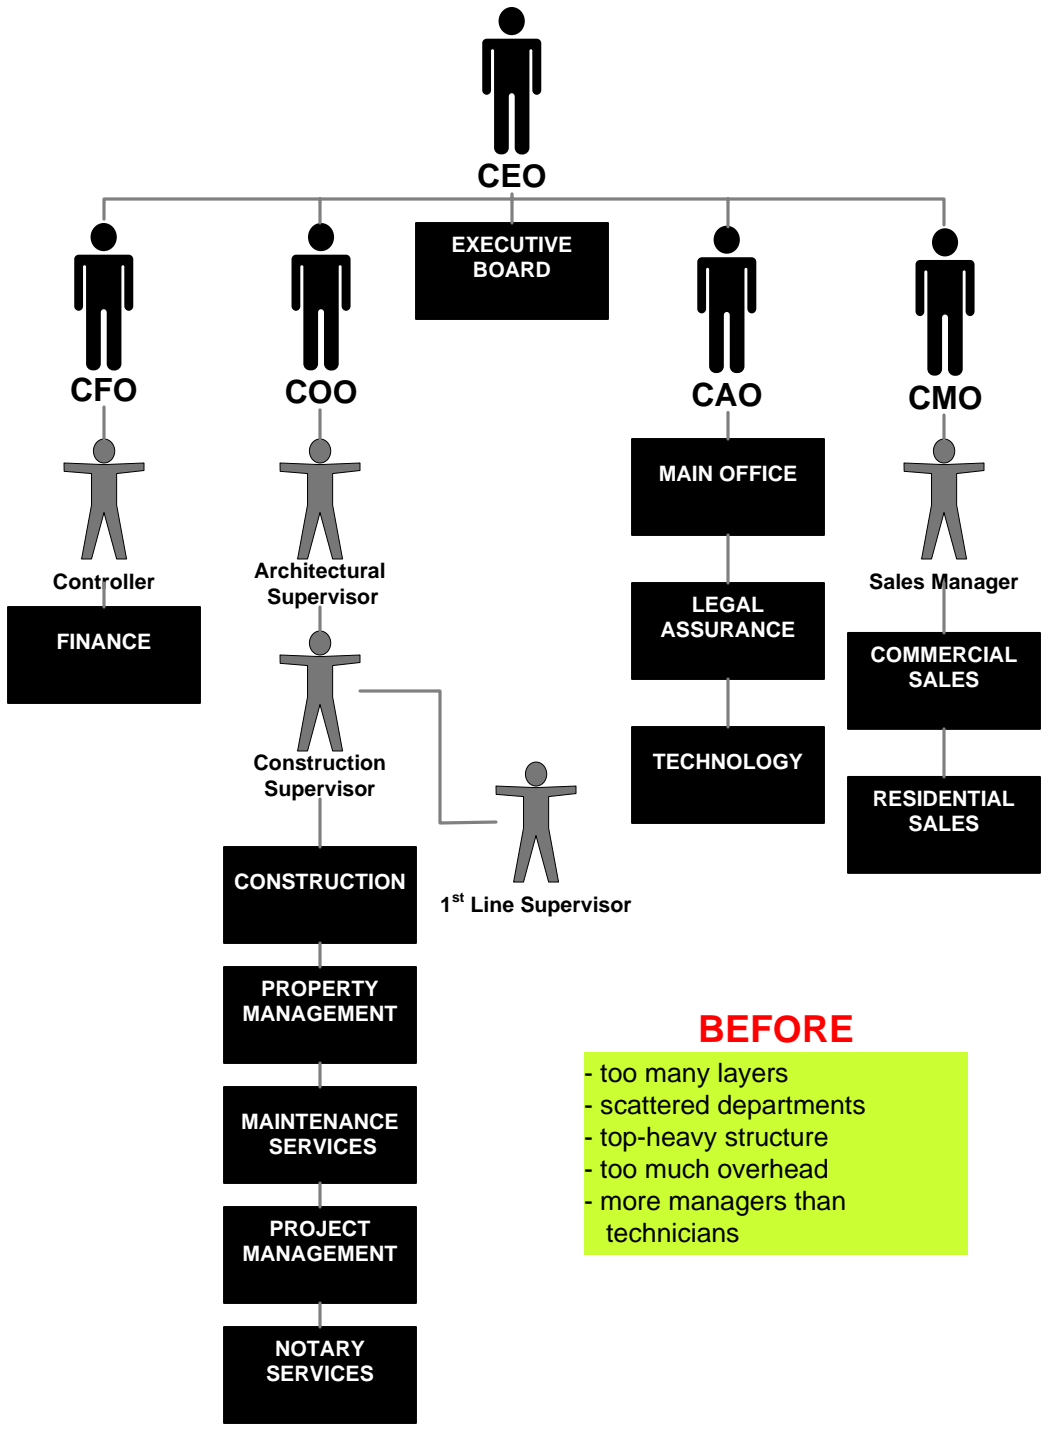 CEO
EXECUTIVE
BOARD
CFO
COO
CAO
CMO
MAIN OFFICE
Controller
Architectural
Supervisor
Sales Manager
FINANCE
LEGAL
ASSURANCE
COMMERCIAL
SALES
Construction
Supervisor
TECHNOLOGY
RESIDENTIAL
SALES
CONSTRUCTION
1st Line Supervisor
PROPERTY
MANAGEMENT
MAINTENANCE
SERVICES
PROJECT
MANAGEMENT
NOTARY
SERVICES
BEFORE
- too many layers
- scattered departments
- top-heavy structure
- too much overhead
- more managers than
technicians